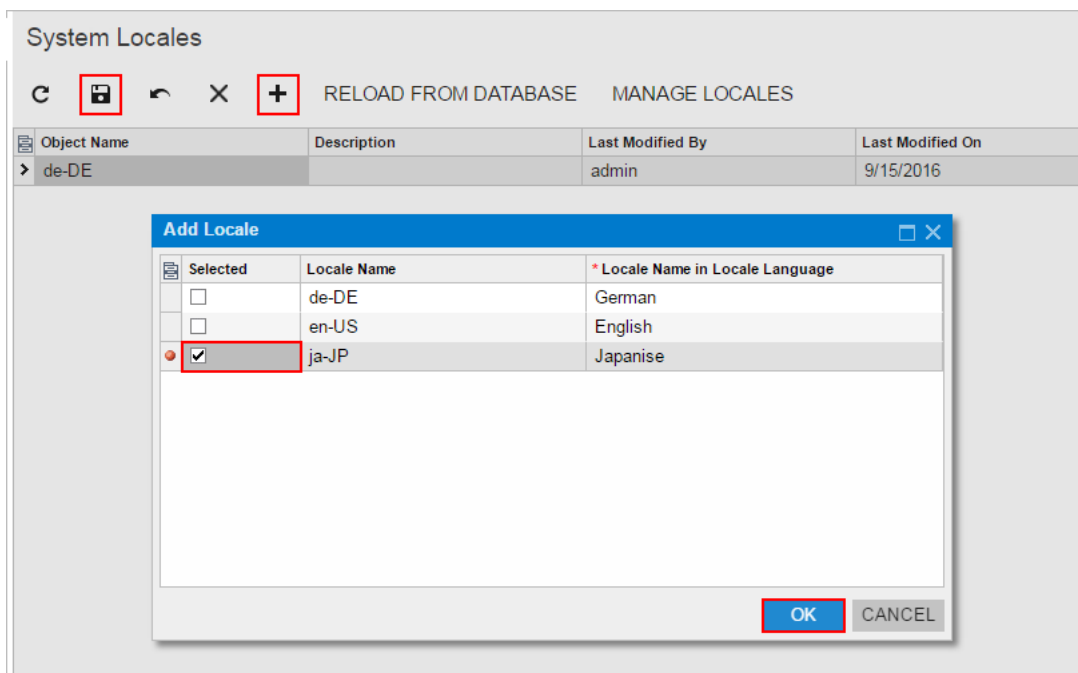 System Locales
RELOAD FROM DATABASE MANAGE LOCALES
Object Name Description Last Modified By Last Modified On
de-DE admin 9/15/2016
Add Locale
Selected Locale Name * Locale Name in Locale Language
de-DE German
en-US English
ja-JP Japanise
OK CANCEL